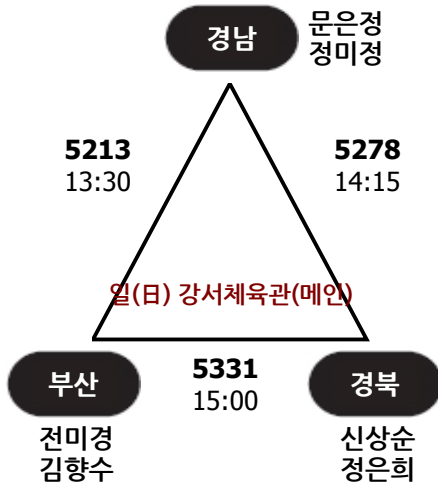 경남
문은정
정미정
5213
13:30
5278
14:15
일(日) 강서체육관(메인)
부산
5331
15:00
경북
전미경
김향수
신상순
정은희